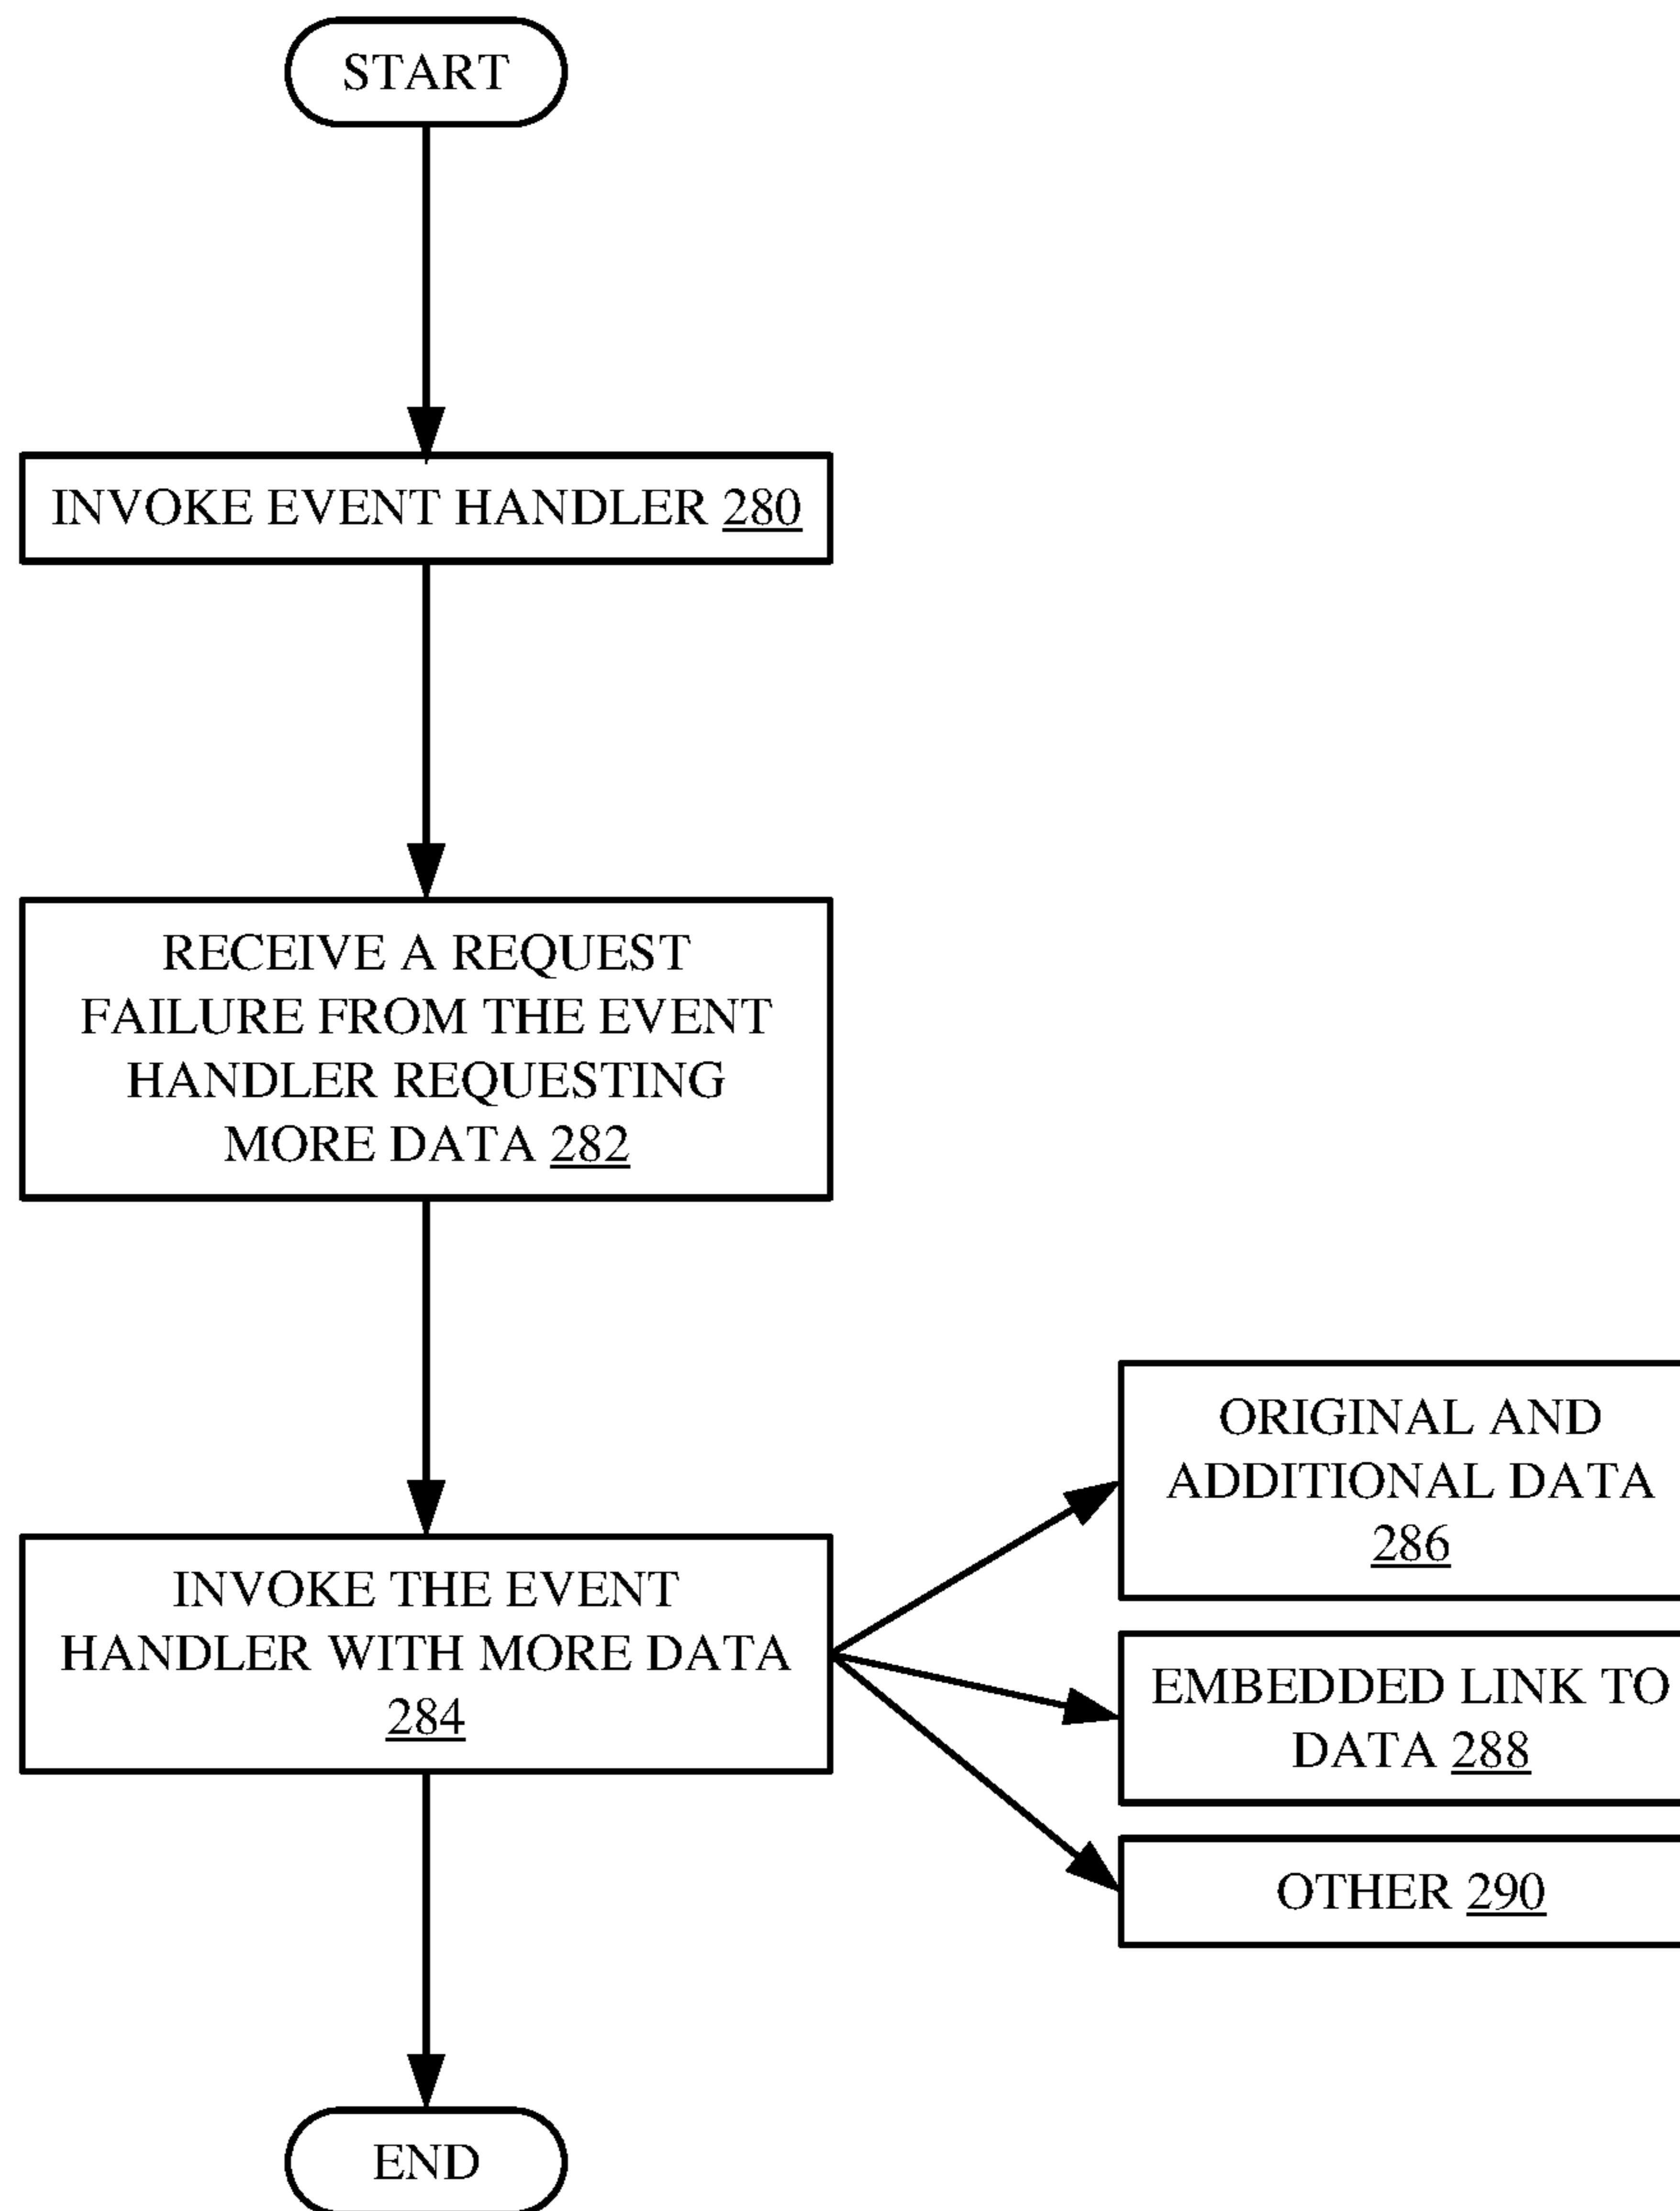 START
INVOKE EVENT HANDLER 280
RECEIVE A REQUEST
FAILURE FROM THE EVENT
HANDLER REQUESTING
MORE DATA 282
INVOKE THE EVENT
HANDLER WITH MORE DATA
284
ORIGINAL AND
ADDITIONAL DATA
286
EMBEDDED LINK TO
DATA 288
OTHER 290
END